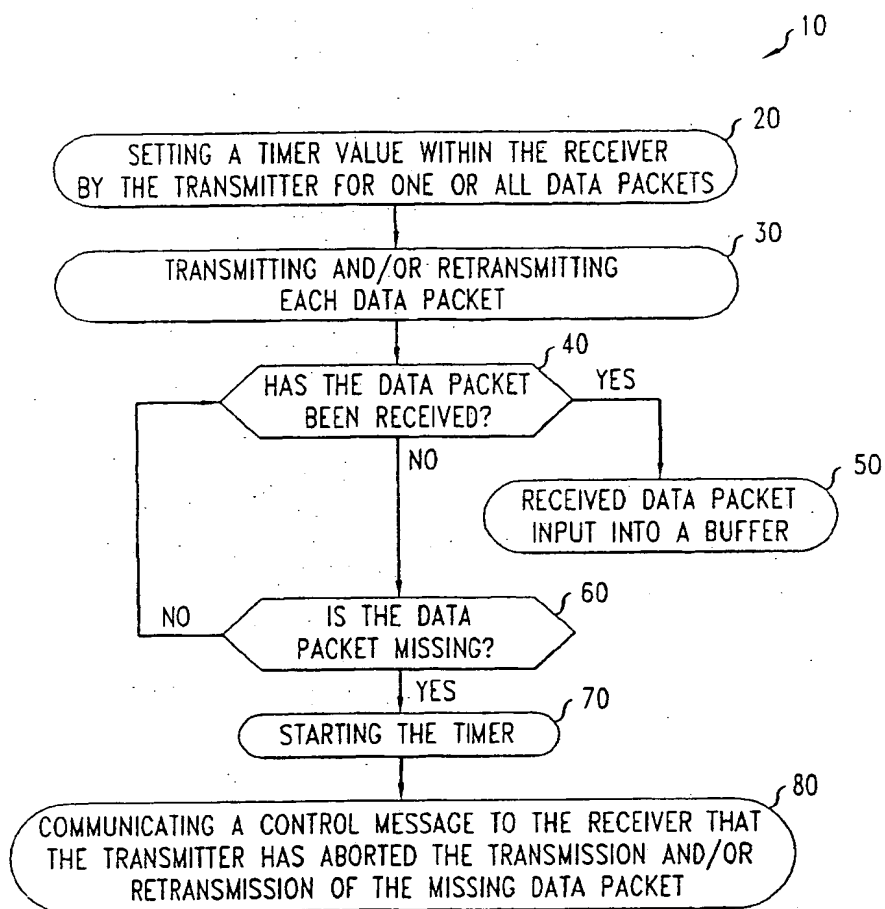 10
20
SETTING A TIMER VALUE WITHIN THE RECEIVER
BY THE TRANSMITTER FOR ONE OR ALL DATA PACKETS
30
TRANSMITTING AND/OR RETRANSMITTING
EACH DATA PACKET
40
HAS THE DATA PACKET
BEEN RECEIVED?
YES
NO
50
RECEIVED DATA PACKET
INPUT INTO A BUFFER
60
NO
IS THE DATA
PACKET MISSING?
YES
70
STARTING THE TIMER
80
COMMUNICATING A CONTROL MESSAGE TO THE RECEIVER THAT
THE TRANSMITTER HAS ABORTED THE TRANSMISSION AND/OR
RETRANSMISSION OF THE MISSING DATA PACKET